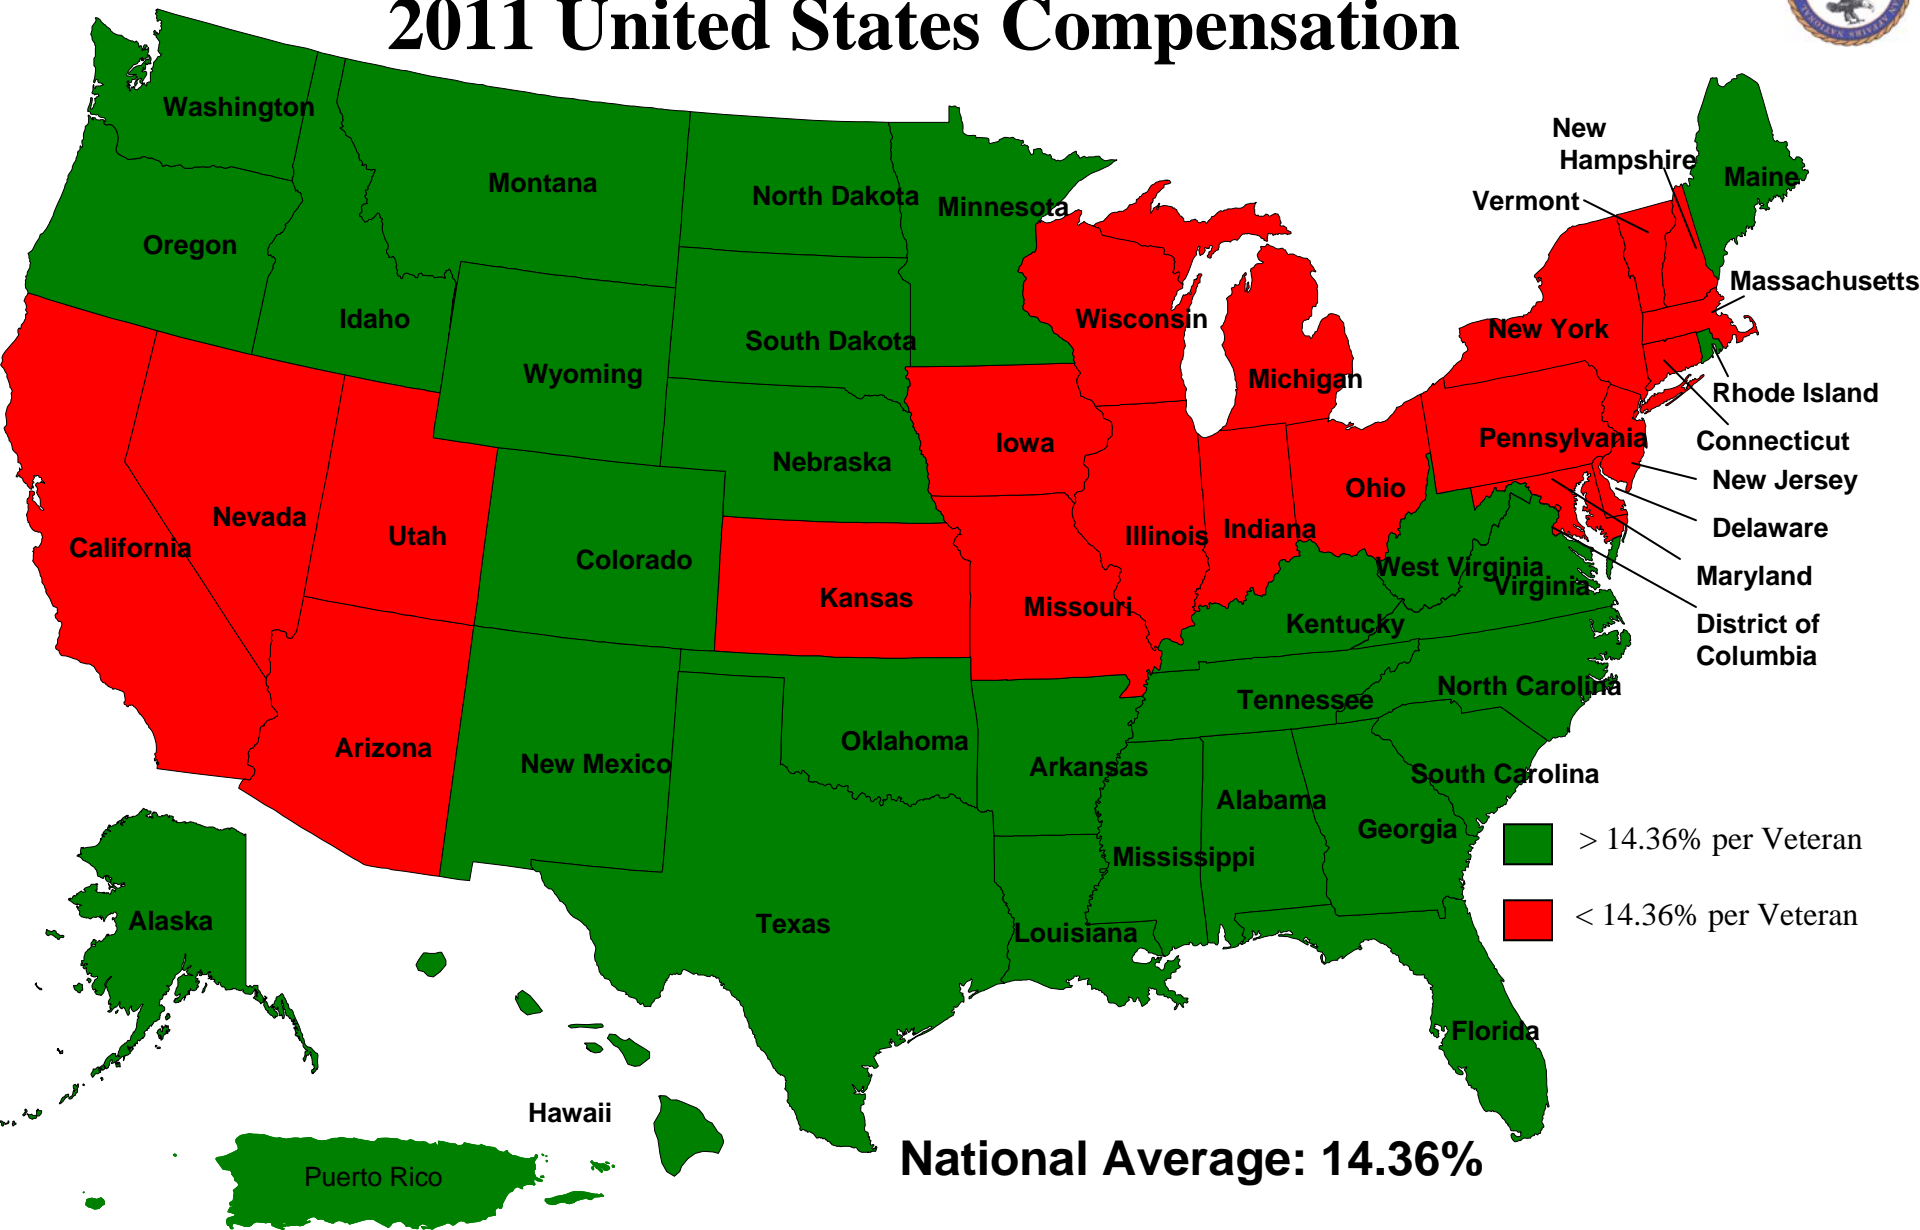 2011 United States Compensation
AFFAIRS NATIONAL
Washington
New
Hampshire
Maine
Montana
North Dakota
Minnesota
Vermont
Oregon
Massachusetts
Idaho
Wisconsin
New York
South Dakota
Wyoming
Michigan
Rhode Island
Iowa
Pennsylvania
Connecticut
Nebraska
New Jersey
Ohio
Nevada
Delaware
Utah
Illinois
Indiana
California
Colorado
West Virginia
Maryland
Virginia
Kansas
Missouri
Kentucky
District of
Columbia
North Carolina
Tennessee
Arizona
Oklahoma
New Mexico
Arkansas
South Carolina
Alabama
Georgia
> 14.36% per Veteran
Mississippi
Alaska
Texas
Louisiana
< 14.36% per Veteran
Florida
Hawaii
National Average: 14.36%
Puerto Rico